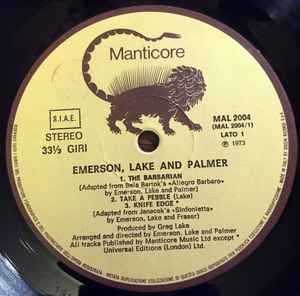 Manticore
S.I.A.E.
STEREO
33⅓ GIRI
MAL 2004
(MAL 2004/1)
LATO 1
℗ 1973
EMERSON, LAKE AND PALMER
1. THE BARBARIAN
(Adapted from Bela Bartok's «Allegro Barbaro»
by Emerson, Lake and Palmer)
2. TAKE A PEBBLE (Lake)
3. KNIFE EDGE *
(Adapted from Janacek's «Sinfonietta»
by Emerson, Lake and Fraser)
Produced by Greg Lake
Arranged and directed by Emerson, Lake and Palmer
All tracks Published by Manticore Music Ltd except *
Universal Editions (London) Ltd.